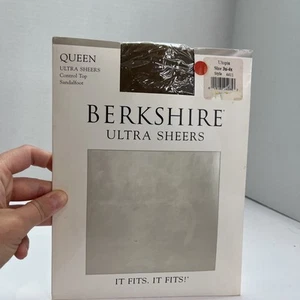 QUEEN
ULTRA SHEERS
Control Top
Sandalfoot
BERKSHIRE
ULTRA SHEERS
IT FITS. IT FITS!